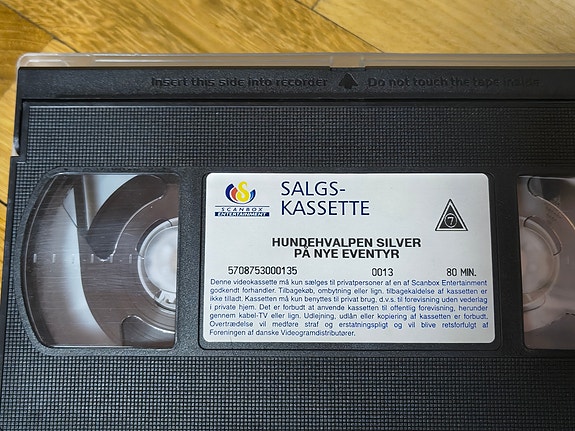 Insert this side into recorder Do not touch the tape inside
S
SCANBOX
ENTERTAINMENT
SALGS-
KASSETTE
7
HUNDEHVALPEN SILVER
PÅ NYE EVENTYR
5708753000135 0013 80 MIN.
Denne videokassette må kun sælges til privatpersoner af en af Scanbox Entertainment
godkendt forhandler. Tilbagekøb, ombytning eller lign. tilbagekaldelse af kassetten er
ikke tilladt. Kassetten må kun benyttes til privat brug, d.v.s. til forevisning uden vederlag
i private hjem. Det er forbudt at anvende kassetten til offentlig forevisning, herunder
gennem kabel-TV eller lign. Udlejning, udlån eller kopiering af kassetten er forbudt.
Overtrædelse vil medføre straf og erstatningspligt og vil blive retsforfulgt af
Foreningen af danske Videogramdistributører.